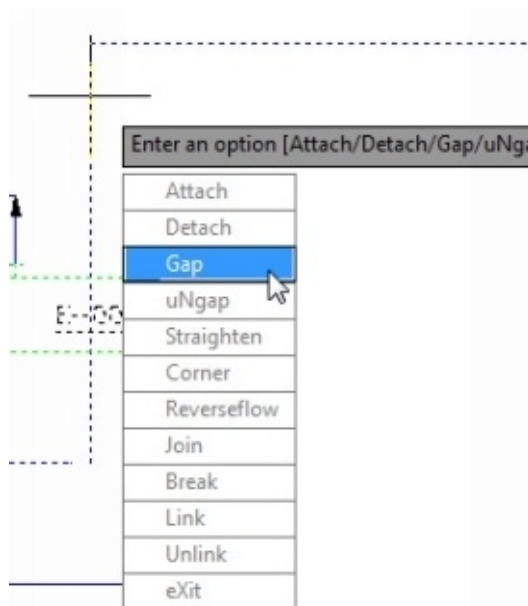 Enter an option [Attach/Detach/Gap/uNga
Attach
Detach
Gap
uNgap
Straighten
Corner
Reverseflow
Join
Break
Link
Unlink
eXit